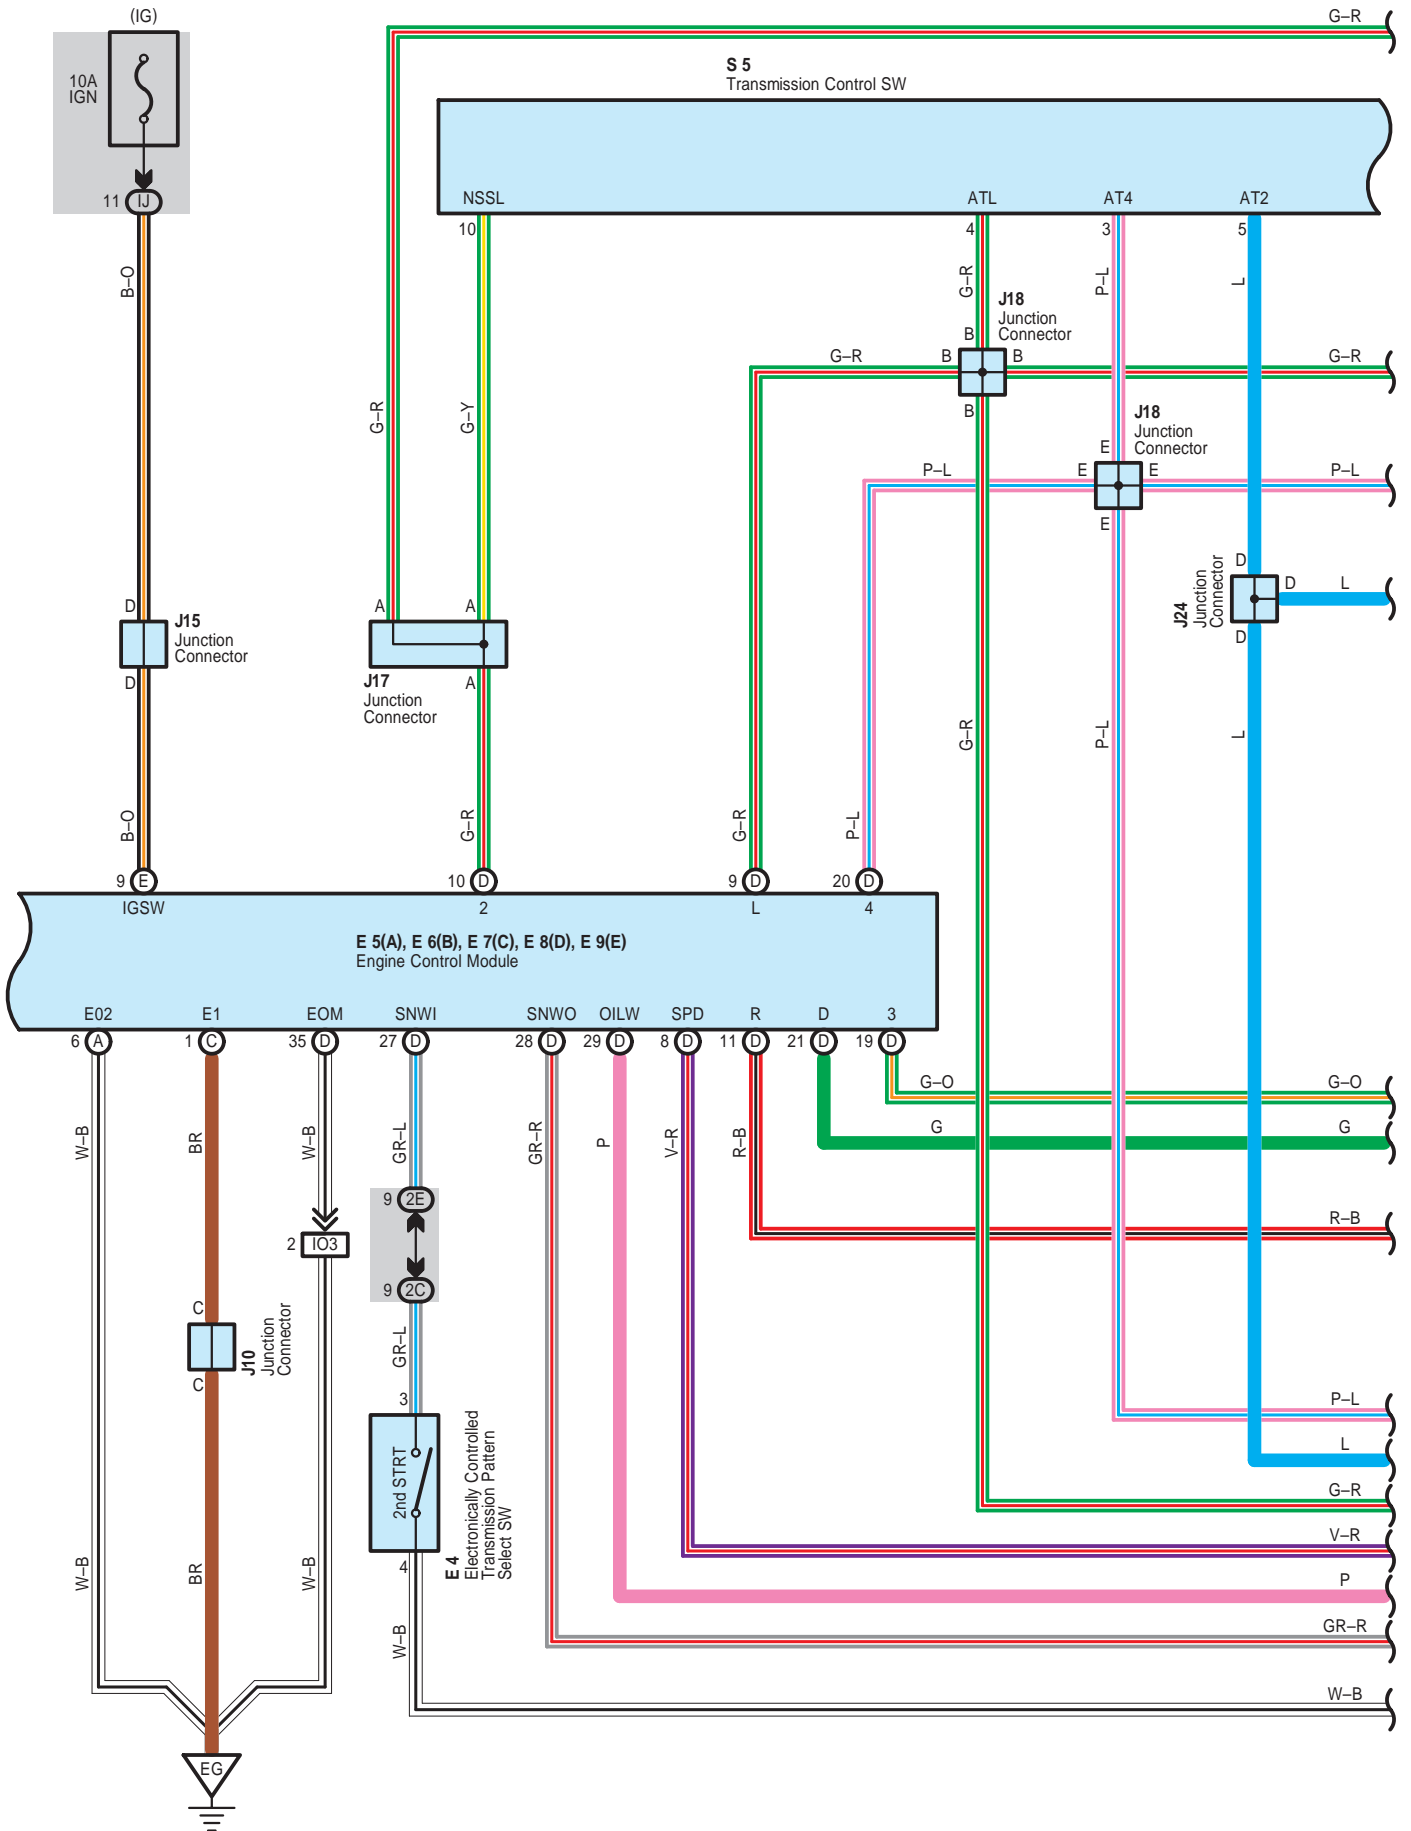 (IG)
10A
IGN
11 IJ
G–R
S 5
Transmission Control SW
NSSL
ATL
AT4
AT2
10
4
3
5
B–O
G–R
P–L
L
J18
Junction
Connector
B
B
B
B
G–R
G–R
G–R
G–Y
J18
Junction
Connector
E
E
E
E
P–L
P–L
D
D
D
L
J24
Junction
Connector
D
D
J15
Junction
Connector
A
A
A
J17
Junction
Connector
G–R
P–L
L
B–O
G–R
G–R
P–L
9 E
10 D
9 D
20 D
IGSW
2
L
4
E 5(A), E 6(B), E 7(C), E 8(D), E 9(E)
Engine Control Module
E02
E1
EOM
SNWI
SNWO
OILW
SPD
R
D
3
6 A
1 C
35 D
27 D
28 D
29 D
8 D
11 D
21 D
19 D
G–O
G–O
G
G
W–B
BR
W–B
GR–L
GR–R
P
V–R
R–B
R–B
9 2E
2 IO3
9 2C
C
C
J10
Junction
Connector
GR–L
3
2nd STRT
4
E 4
Electronically Controlled
Transmission Pattern
Select SW
P–L
L
G–R
V–R
P
GR–R
W–B
W–B
BR
W–B
W–B
EG